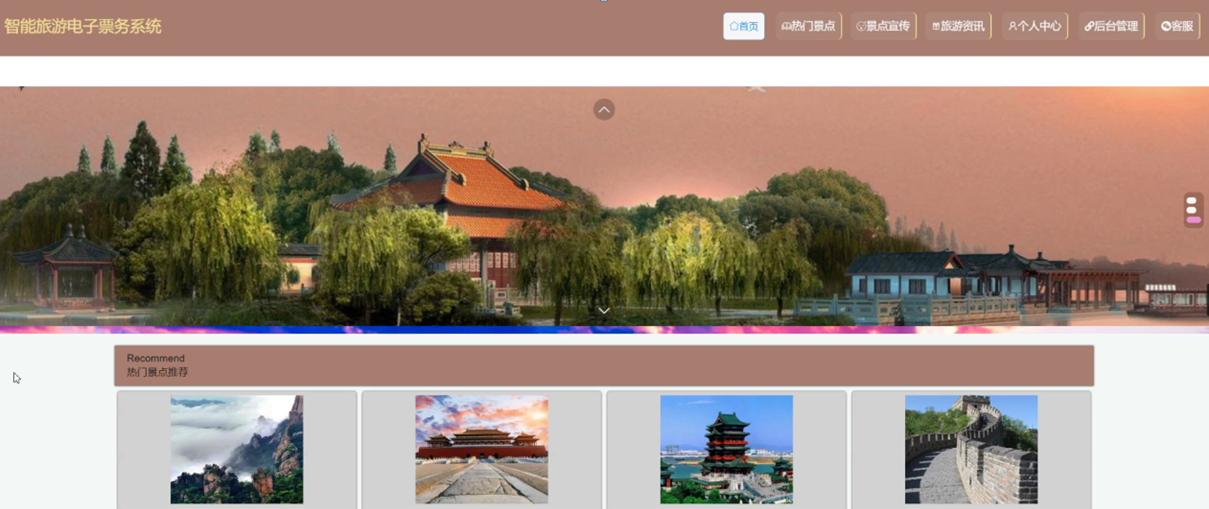 智能旅游电子票务系统
首页
热门景点
景点宣传
旅游资讯
个人中心
后台管理
客服
Recommend
热门景点推荐